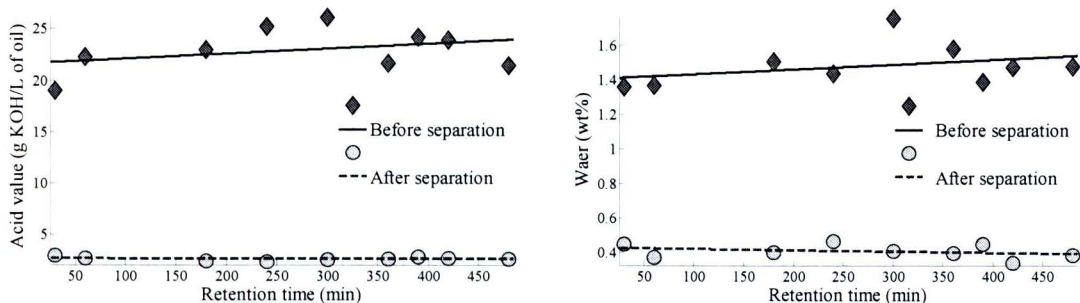 25
20
15
10
5
Acid value (g KOH/L of oil)
Before separation
After separation
50 100 150 200 250 300 350 400 450
Retention time (min)
1.6
1.4
1.2
1
0.8
0.6
0.4
Waer (wt%)
Before separation
After separation
50 100 150 200 250 300 350 400 450
Retention time (min)